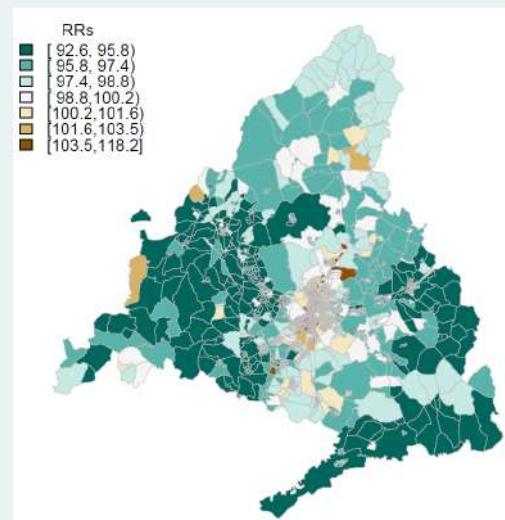 RRs
[ 92.6, 95.8)
[ 95.8, 97.4)
[ 97.4, 98.8)
[ 98.8,100.2)
[100.2,101.6)
[101.6,103.5)
[103.5,118.2]